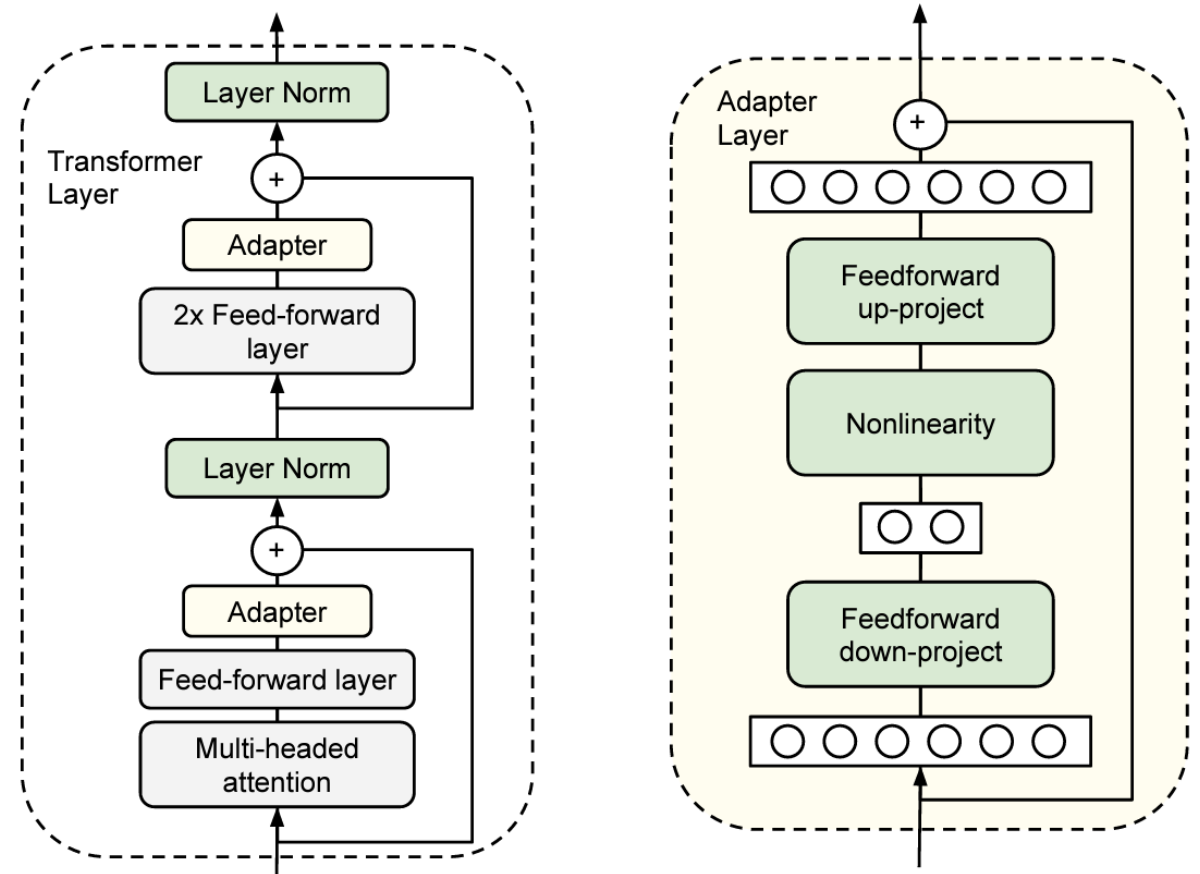 Layer Norm
Transformer
Layer
+
Adapter
2x Feed-forward
layer
Layer Norm
+
Adapter
Feed-forward layer
Multi-headed
attention
Adapter
Layer
+
Feedforward
up-project
Nonlinearity
Feedforward
down-project